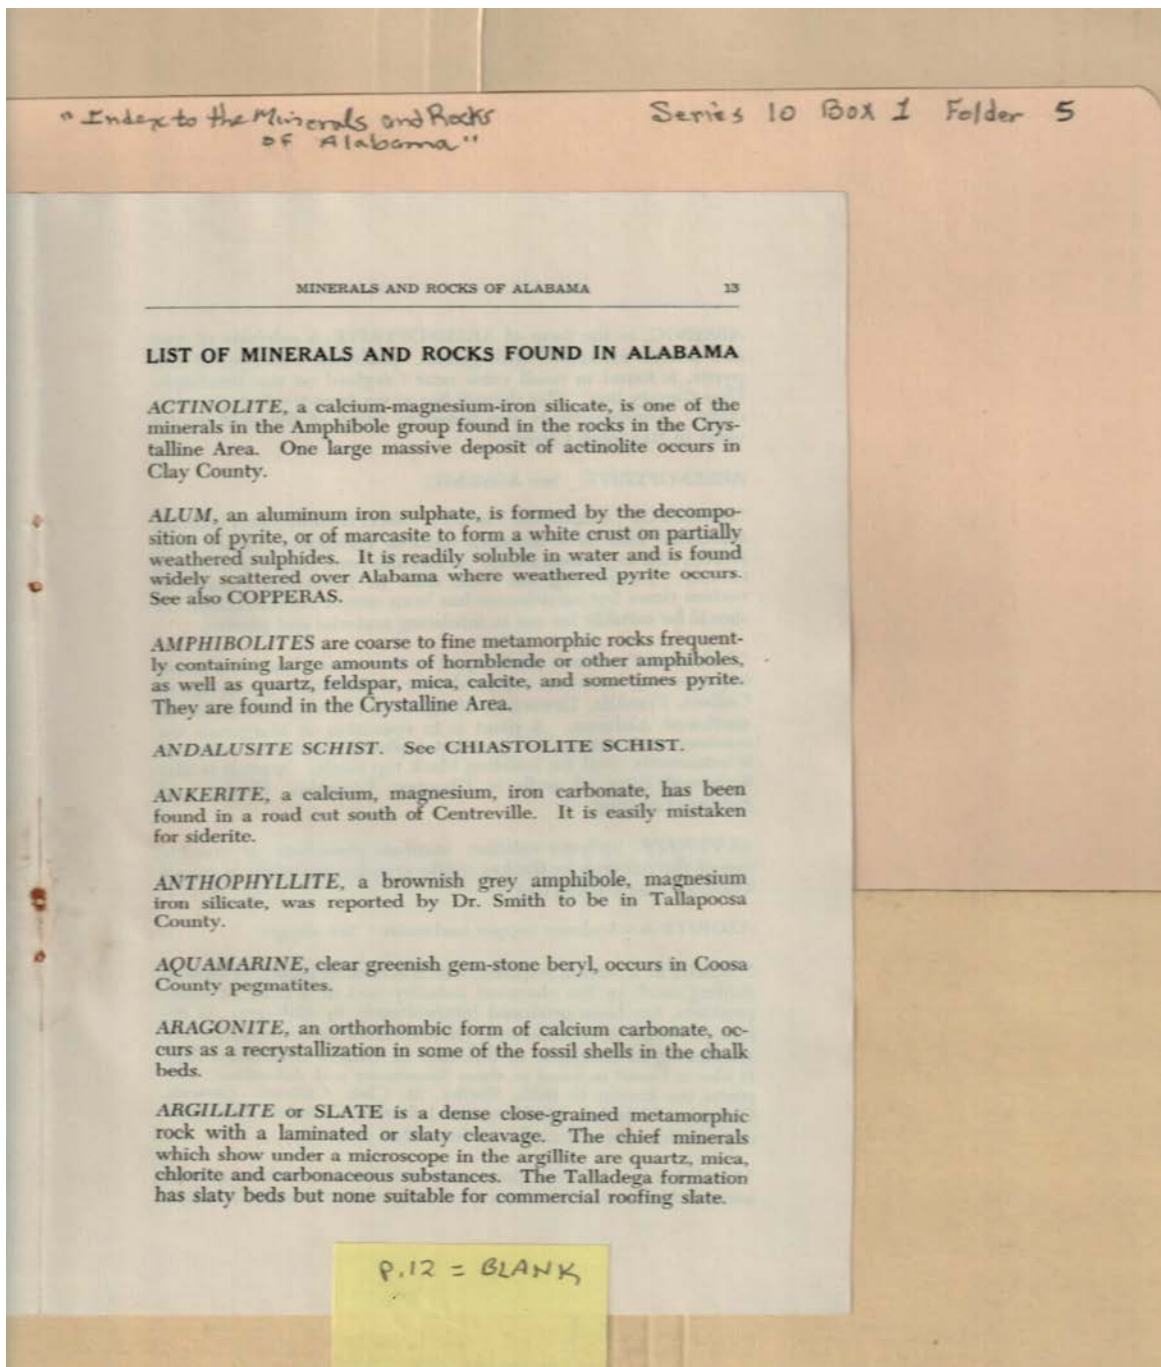 "Index to the Minerals and Rocks
of Alabama"
Series 10 Box 1 Folder 5
MINERALS AND ROCKS OF ALABAMA 13
LIST OF MINERALS AND ROCKS FOUND IN ALABAMA
ACTINOLITE, a calcium-magnesium-iron silicate, is one of the
minerals in the Amphibole group found in the rocks in the Crys-
talline Area. One large massive deposit of actinolite occurs in
Clay County.
ALUM, an aluminum iron sulphate, is formed by the decompo-
sition of pyrite, or of marcasite to form a white crust on partially
weathered sulphides. It is readily soluble in water and is found
widely scattered over Alabama where weathered pyrite occurs.
See also COPPERAS.
AMPHIBOLITES are coarse to fine metamorphic rocks frequent-
ly containing large amounts of hornblende or other amphiboles,
as well as quartz, feldspar, mica, calcite, and sometimes pyrite.
They are found in the Crystalline Area.
ANDALUSITE SCHIST. See CHIASTOLITE SCHIST.
ANKERITE, a calcium, magnesium, iron carbonate, has been
found in a road cut south of Centreville. It is easily mistaken
for siderite.
ANTHOPHYLLITE, a brownish grey amphibole, magnesium
iron silicate, was reported by Dr. Smith to be in Tallapoosa
County.
AQUAMARINE, clear greenish gem-stone beryl, occurs in Coosa
County pegmatites.
ARAGONITE, an orthorhombic form of calcium carbonate, oc-
curs as a recrystallization in some of the fossil shells in the chalk
beds.
ARGILLITE or SLATE is a dense close-grained metamorphic
rock with a laminated or slaty cleavage. The chief minerals
which show under a microscope in the argillite are quartz, mica,
chlorite and carbonaceous substances. The Talladega formation
has slaty beds but none suitable for commercial roofing slate.
P.12 = BLANK